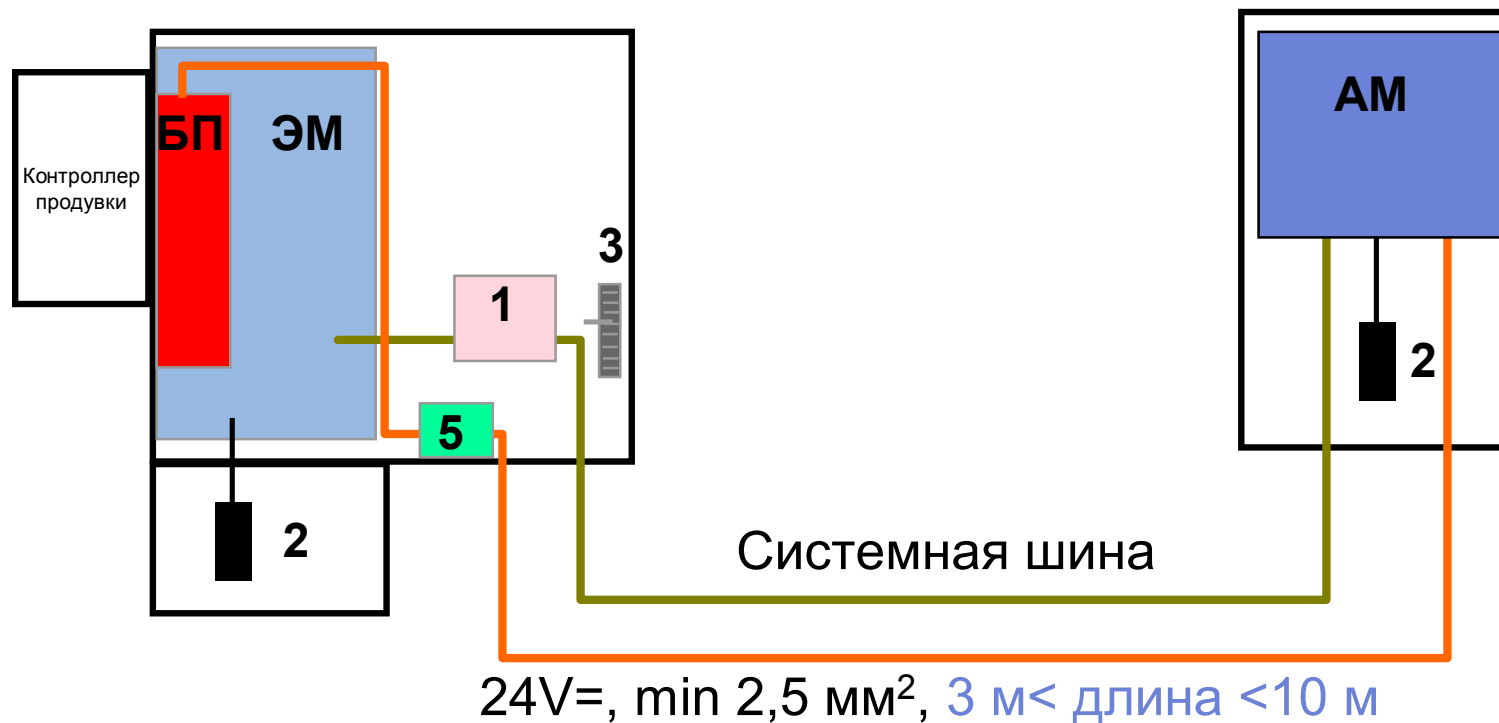 АМ
БП ЭМ
Контроллер
продувки
3
1
2
5
2
Системная шина
24V=, min 2,5 мм², 3 м< длина <10 м